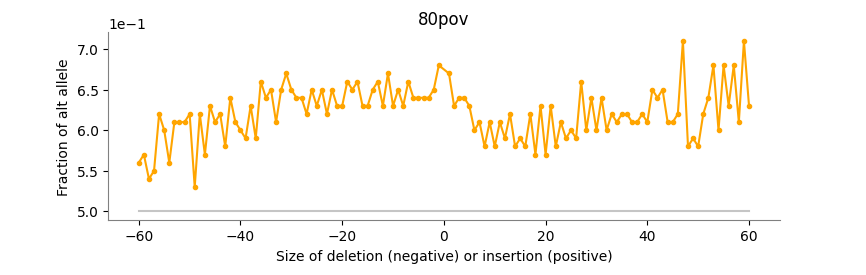 80pov
1e−1
7.0
6.5
6.0
5.5
5.0
Fraction of alt allele
−60 −40 −20 0 20 40 60
Size of deletion (negative) or insertion (positive)